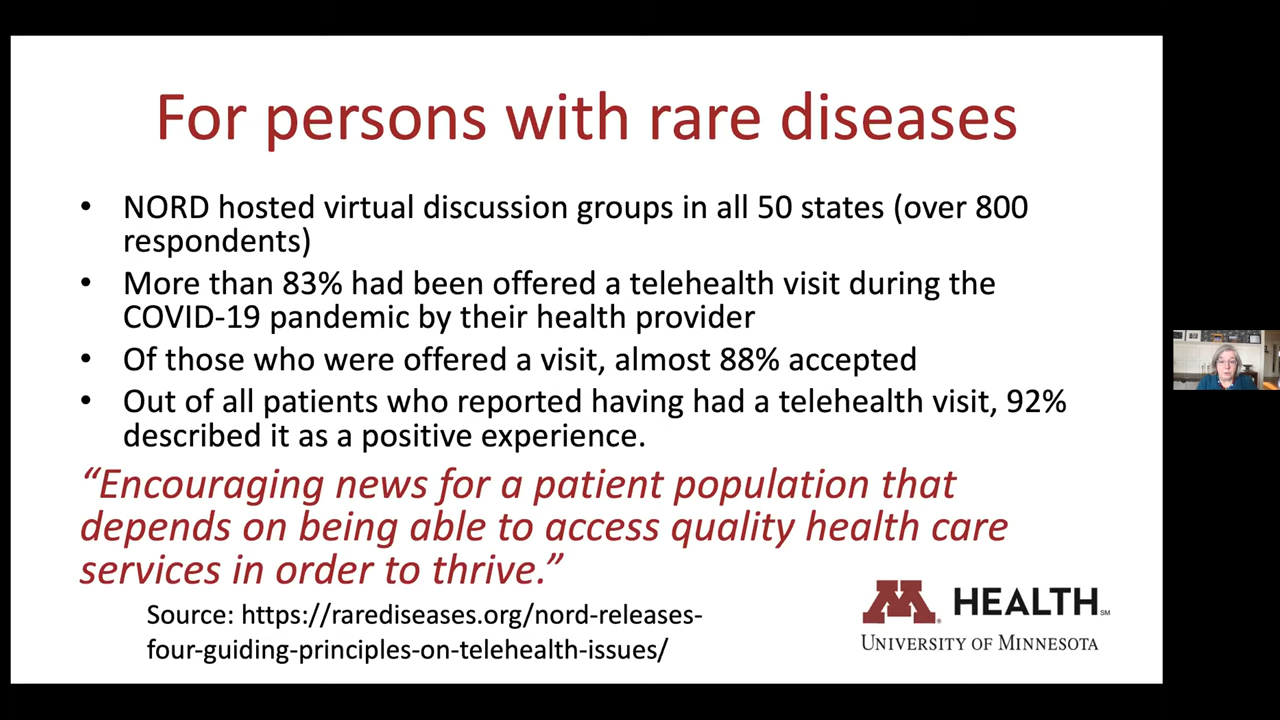 For persons with rare diseases
• NORD hosted virtual discussion groups in all 50 states (over 800
respondents)
• More than 83% had been offered a telehealth visit during the
COVID-19 pandemic by their health provider
• Of those who were offered a visit, almost 88% accepted
• Out of all patients who reported having had a telehealth visit, 92%
described it as a positive experience.
“Encouraging news for a patient population that
depends on being able to access quality health care
services in order to thrive.”
Source: https://rarediseases.org/nord-releases-
four-guiding-principles-on-telehealth-issues/
M® HEALTH℠
UNIVERSITY OF MINNESOTA